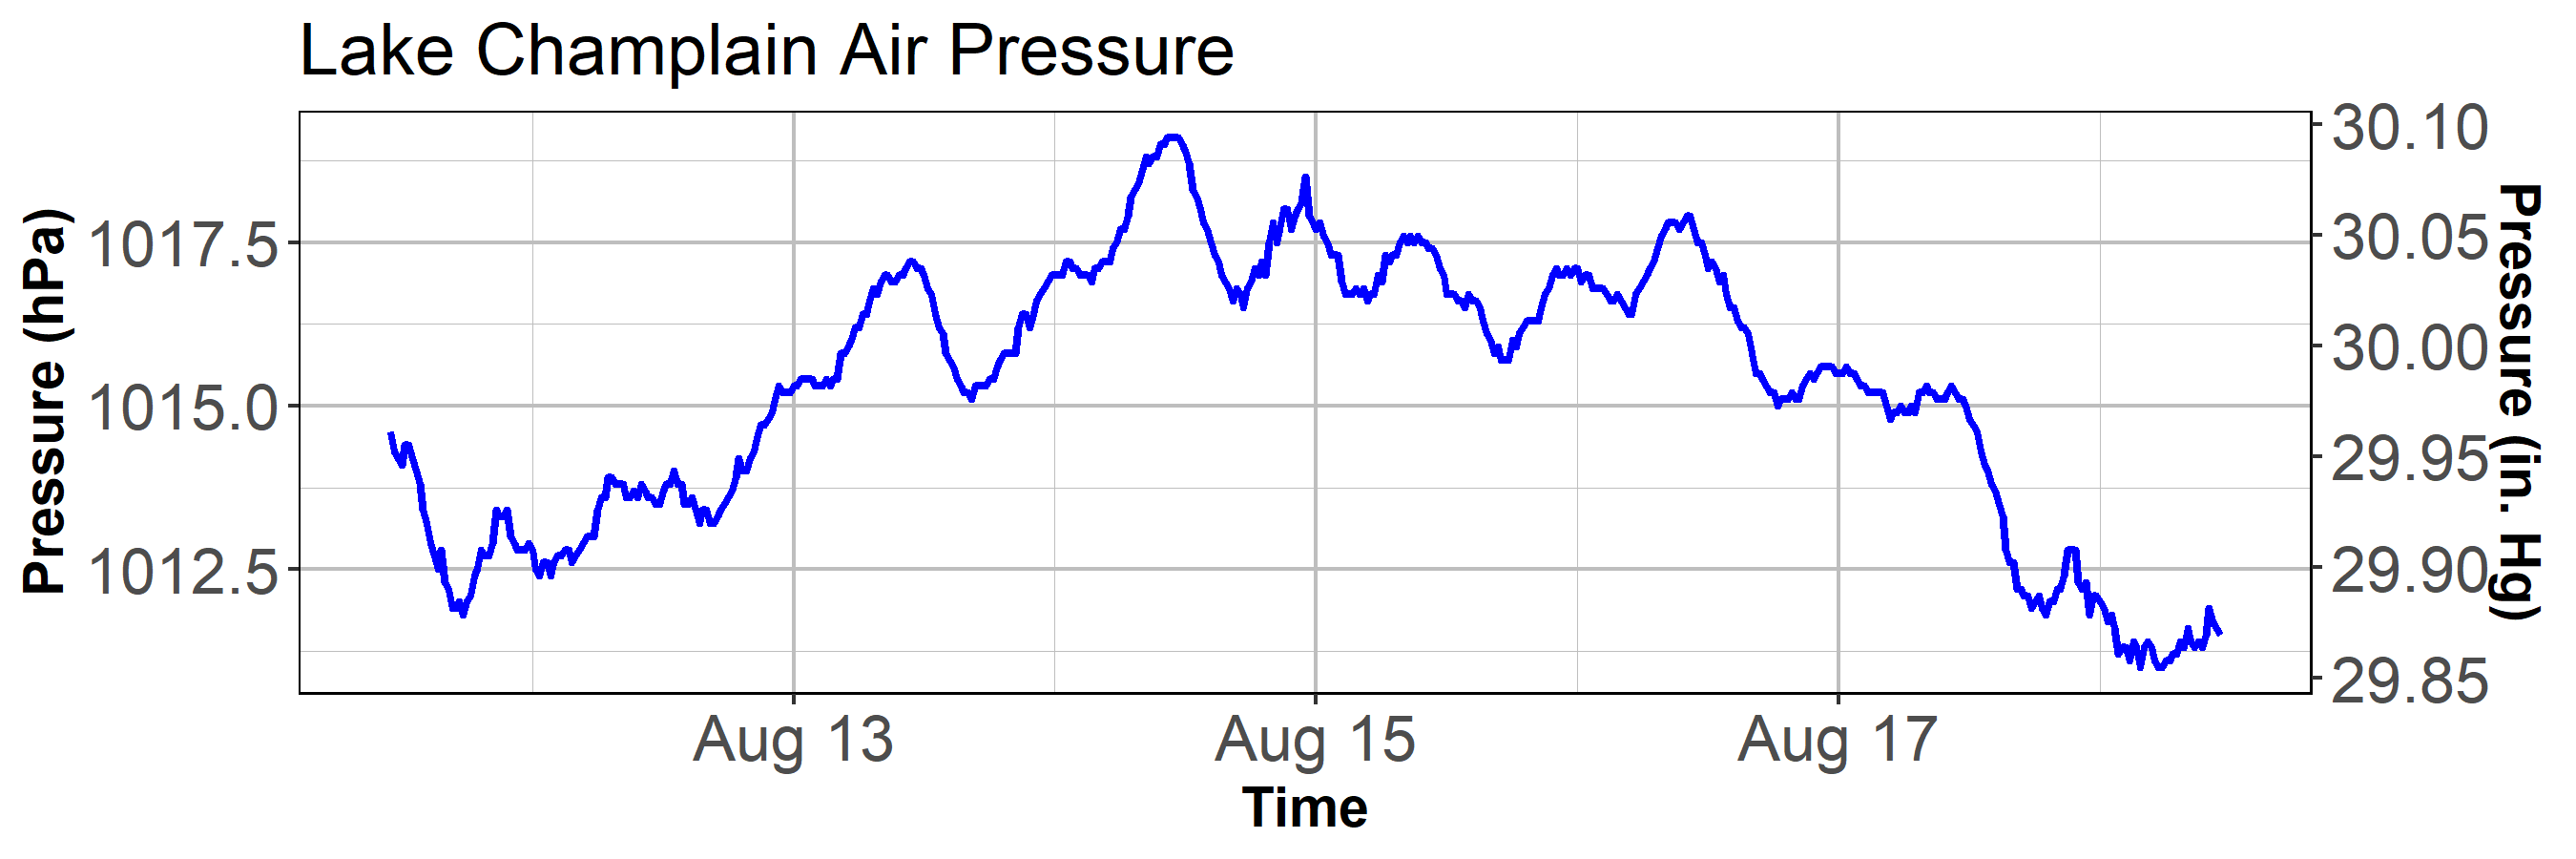 Lake Champlain Air Pressure
Pressure (hPa)
1017.5
1015.0
1012.5
30.10
30.05
30.00
29.95
29.90
29.85
Pressure (in. Hg)
Aug 13
Aug 15
Aug 17
Time